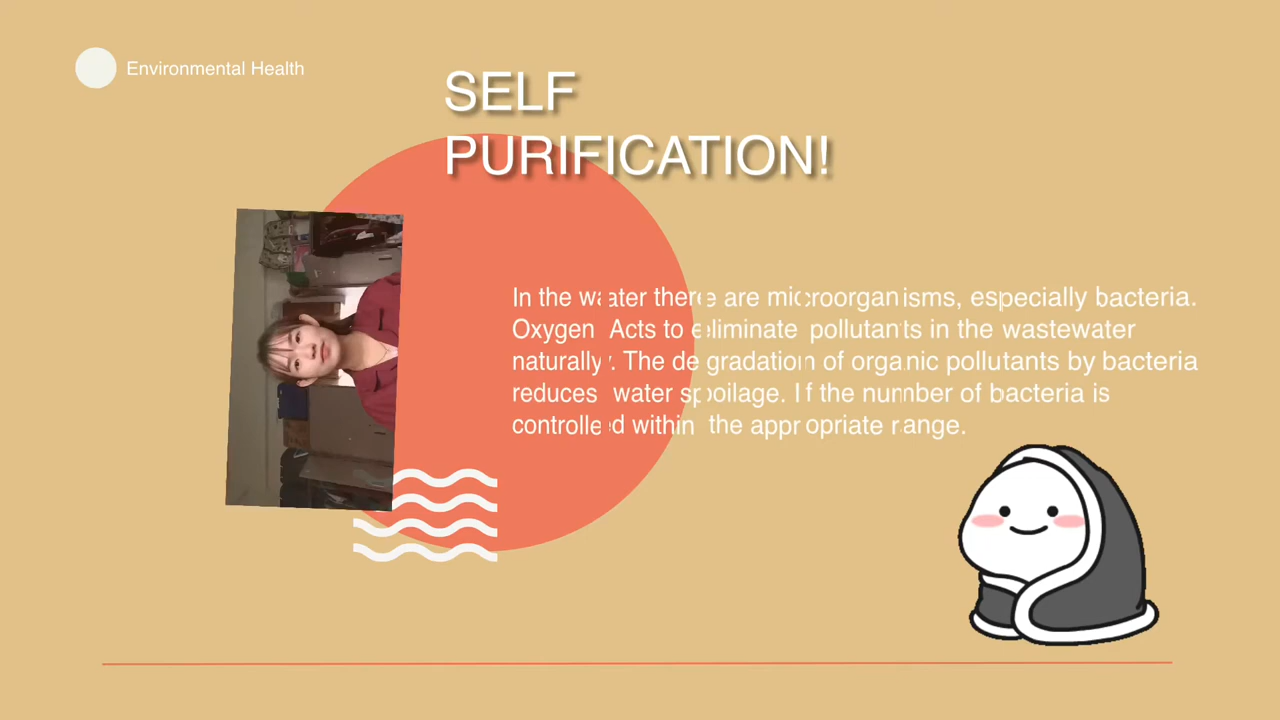 Environmental Health
SELF
PURIFICATION!
In the water there are microorganisms, especially bacteria.
Oxygen Acts to eliminate pollutants in the wastewater
naturally. The degradation of organic pollutants by bacteria
reduces water spoilage. If the number of bacteria is
controlled within the appropriate range.